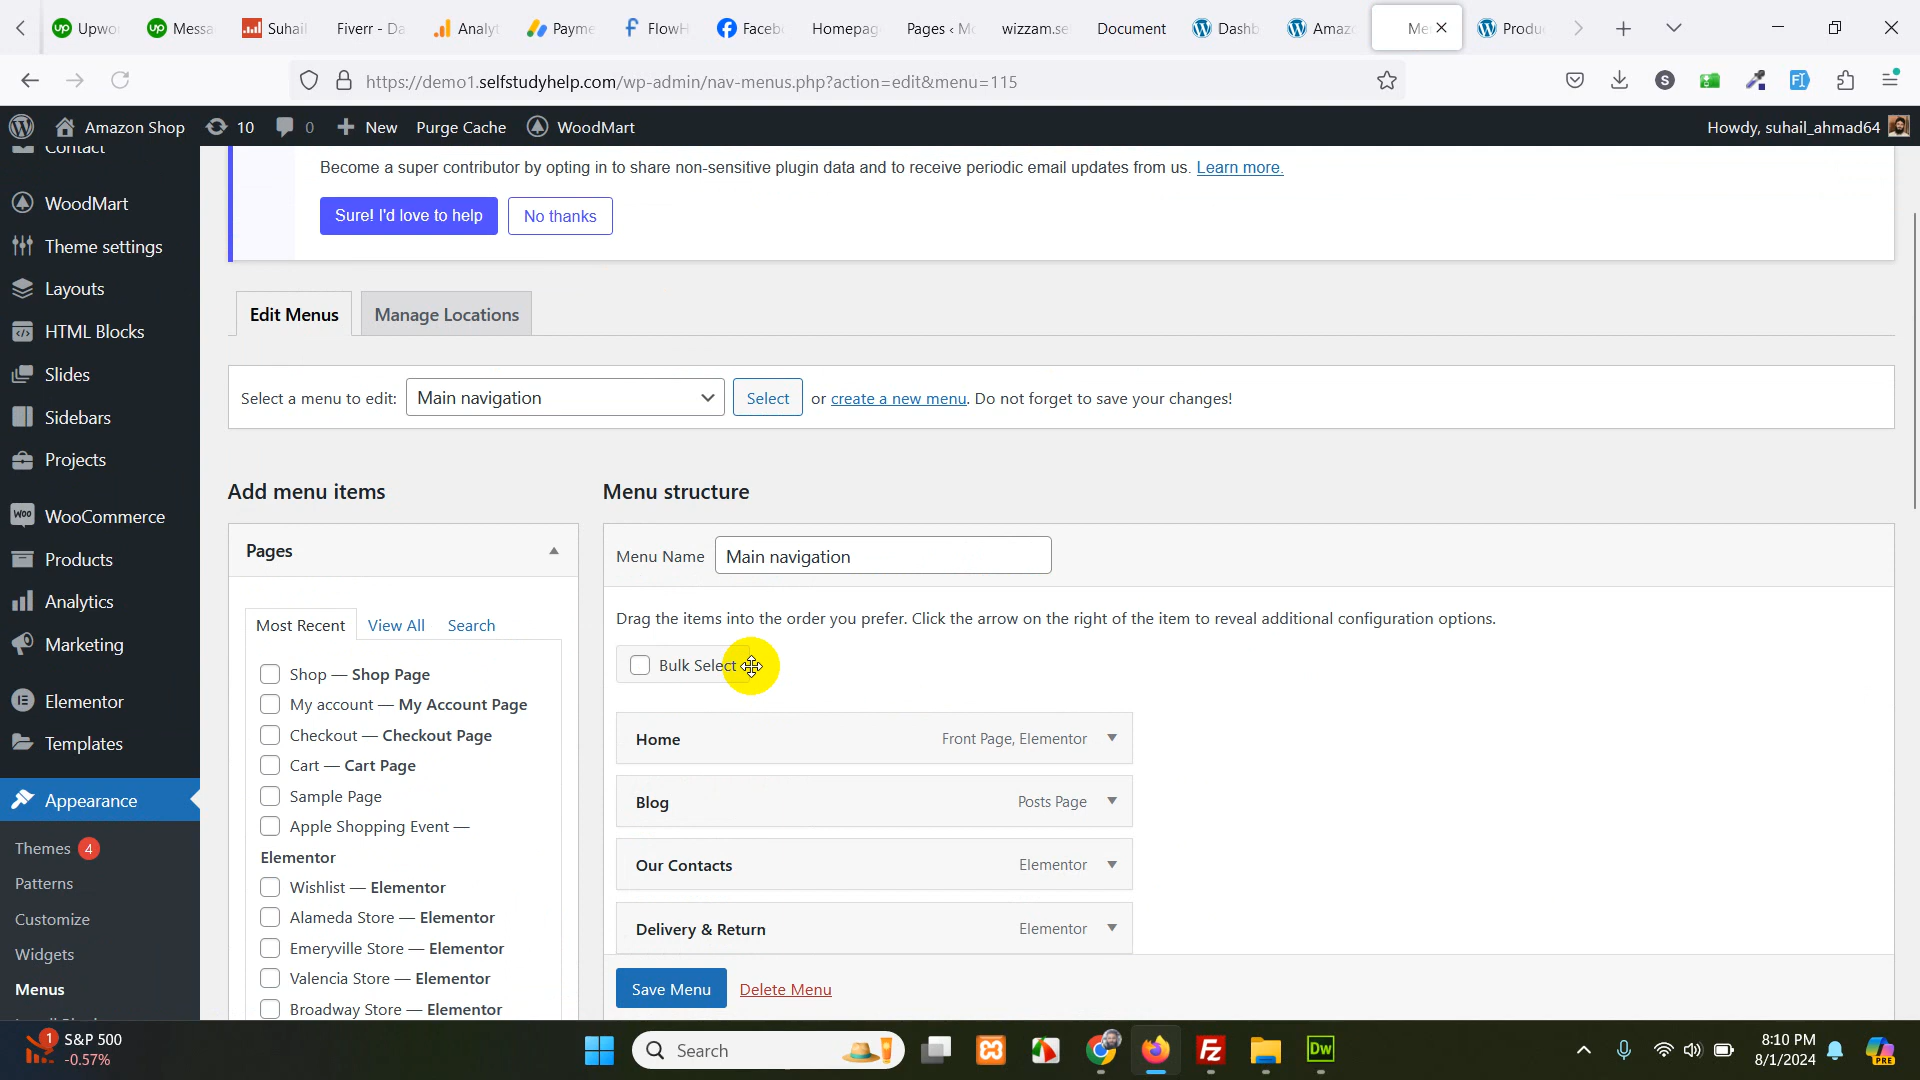 Upwo
Messa
Suhail
Fiverr - Da
Analyt
Payme
FlowH
Faceb
Homepag
Pages ‹ Mo
wizzam.se
Document
Dashb
Amazo
Me
Produc
https://demo1.selfstudyhelp.com/wp-admin/nav-menus.php?action=edit&menu=115
Amazon Shop
10
0
New
Purge Cache
WoodMart
Howdy, suhail_ahmad64
Contact
WoodMart
Theme settings
Layouts
HTML Blocks
Slides
Sidebars
Projects
WooCommerce
Products
Analytics
Marketing
Elementor
Templates
Appearance
Themes 4
Patterns
Customize
Widgets
Menus
Become a super contributor by opting in to share non-sensitive plugin data and to receive periodic email updates from us. Learn more.
Sure! I'd love to help
No thanks
Edit Menus
Manage Locations
Select a menu to edit: Main navigation Select or create a new menu. Do not forget to save your changes!
Add menu items
Pages
Most Recent View All Search
Shop — Shop Page
My account — My Account Page
Checkout — Checkout Page
Cart — Cart Page
Sample Page
Apple Shopping Event —
Elementor
Wishlist — Elementor
Alameda Store — Elementor
Emeryville Store — Elementor
Valencia Store — Elementor
Broadway Store — Elementor
Menu structure
Menu Name Main navigation
Drag the items into the order you prefer. Click the arrow on the right of the item to reveal additional configuration options.
Bulk Select
Home Front Page, Elementor
Blog Posts Page
Our Contacts Elementor
Delivery & Return Elementor
Save Menu Delete Menu
1
S&P 500
-0.57%
Search
Dw
8:10 PM
8/1/2024
PRE